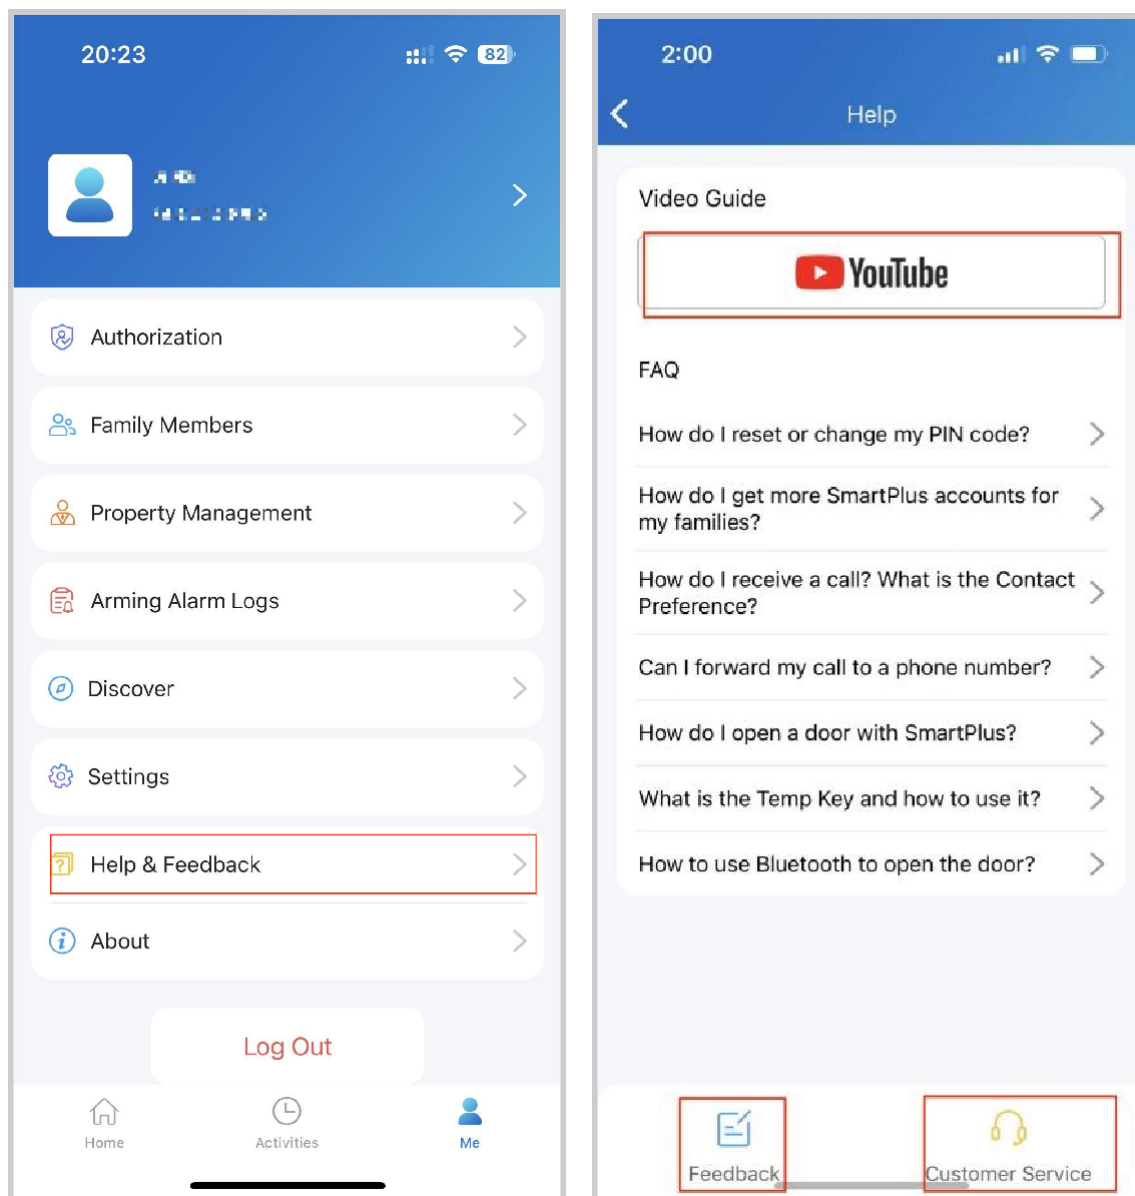 20:23
82
Authorization
Family Members
Property Management
Arming Alarm Logs
Discover
Settings
Help & Feedback
About
Log Out
Home
Activities
Me
2:00
Help
Video Guide
YouTube
FAQ
How do I reset or change my PIN code?
How do I get more SmartPlus accounts for
my families?
How do I receive a call? What is the Contact
Preference?
Can I forward my call to a phone number?
How do I open a door with SmartPlus?
What is the Temp Key and how to use it?
How to use Bluetooth to open the door?
Feedback
Customer Service